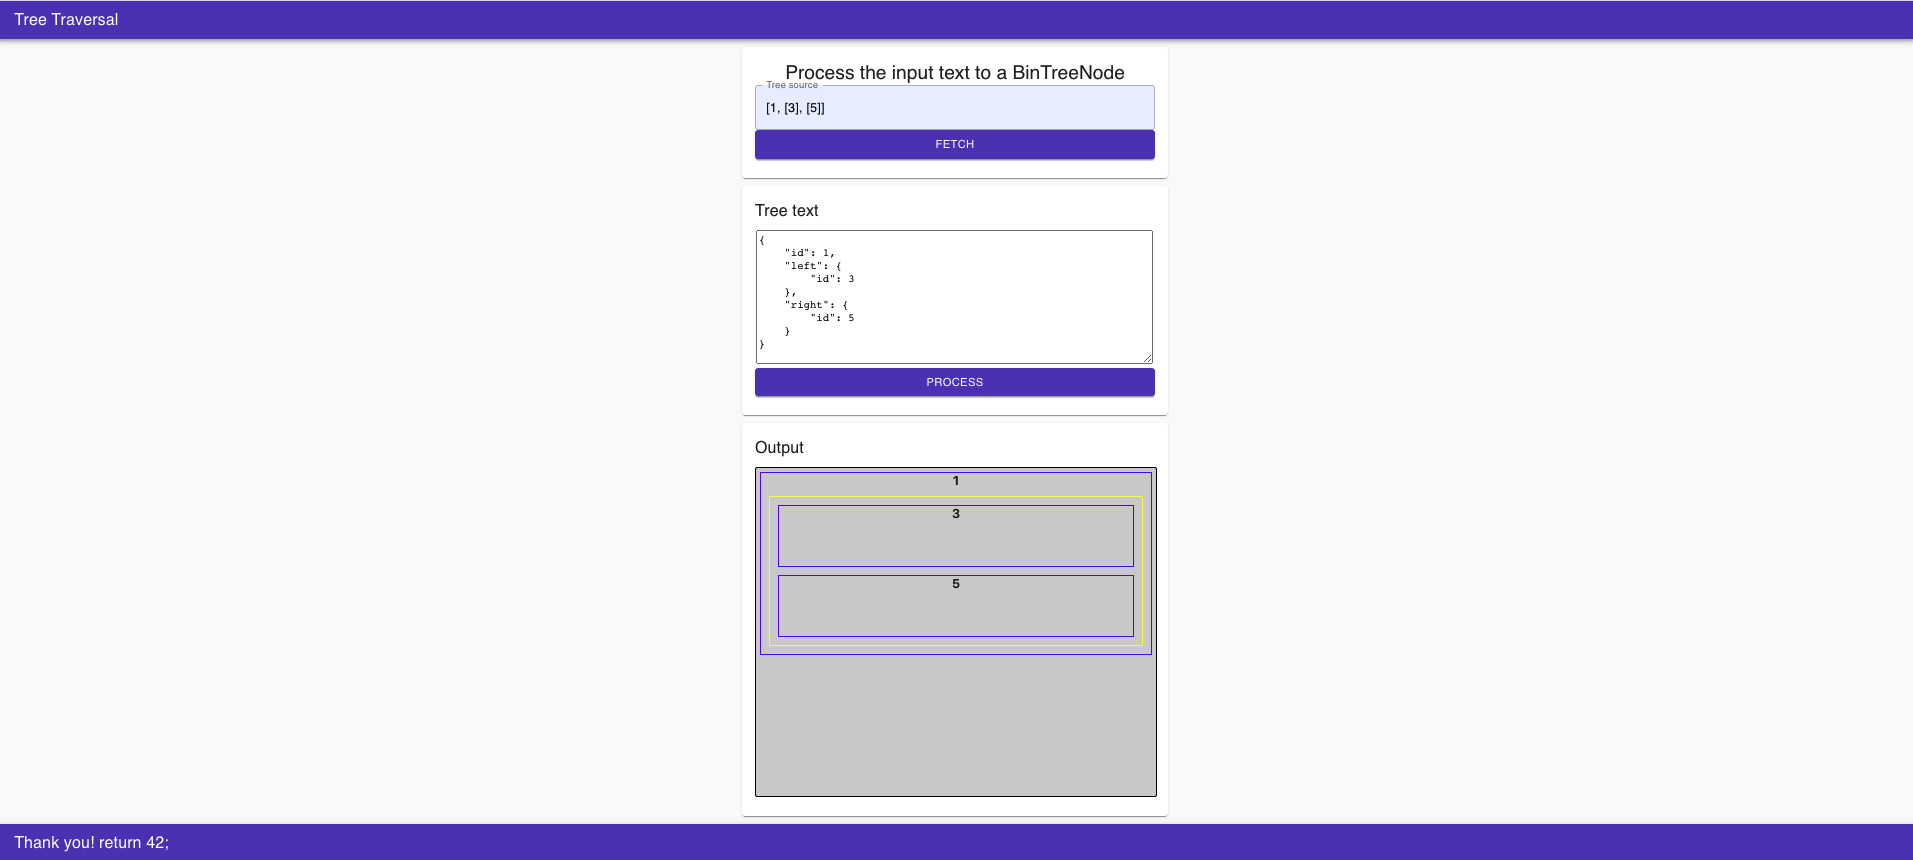 Tree Traversal
Process the input text to a BinTreeNode
Tree source
[1, [3], [5]]
FETCH
Tree text
{
    "id": 1,
    "left": {
        "id": 3
    },
    "right": {
        "id": 5
    }
}
PROCESS
Output
1
3
5
Thank you! return 42;